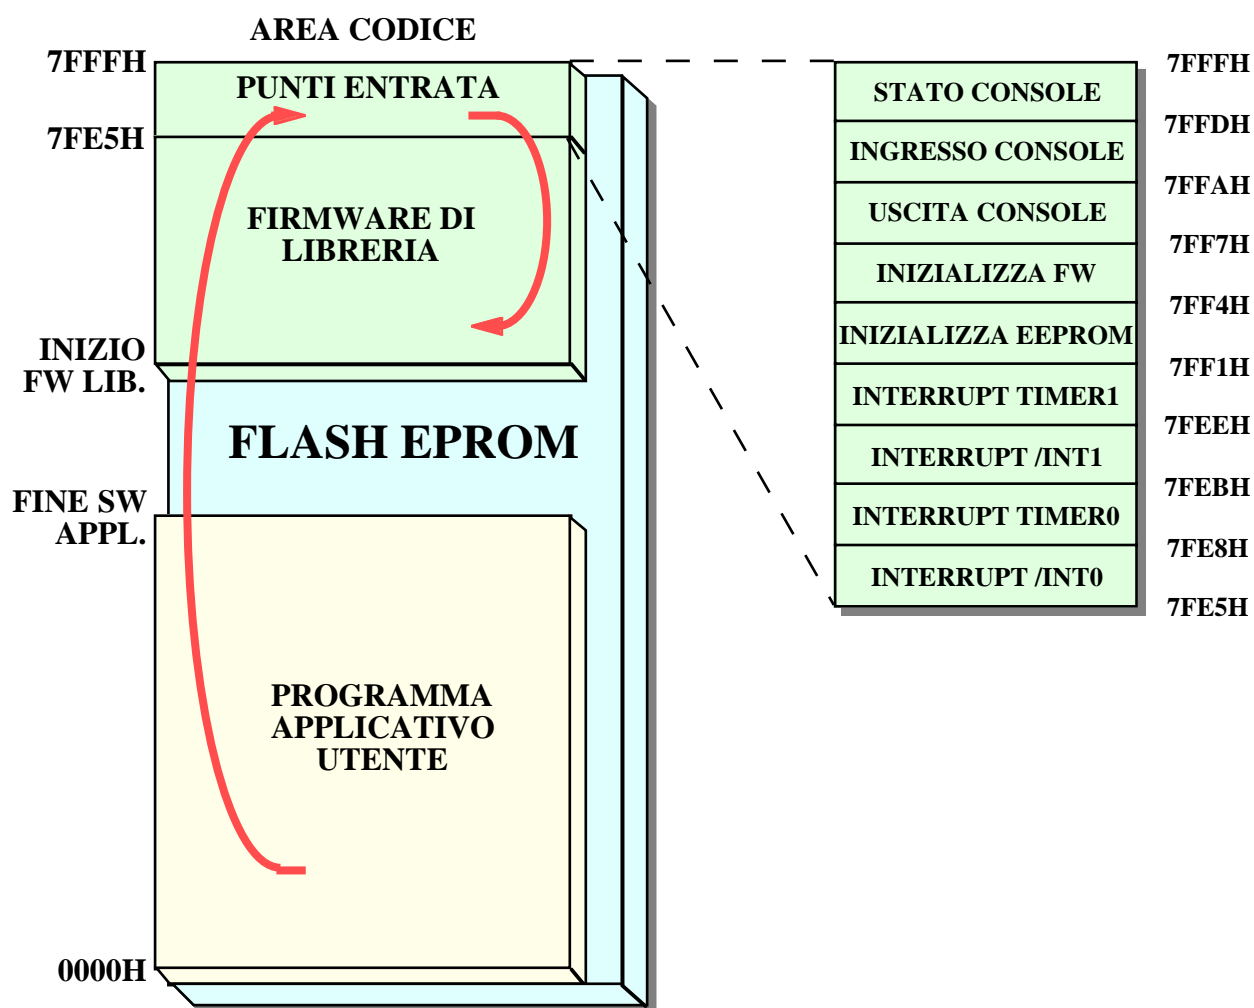 AREA CODICE
7FFFH
PUNTI ENTRATA
7FE5H
FIRMWARE DI
LIBRERIA
INIZIO
FW LIB.
FLASH EPROM
FINE SW
APPL.
PROGRAMMA
APPLICATIVO
UTENTE
0000H
7FFFH
STATO CONSOLE
7FFDH
INGRESSO CONSOLE
7FFAH
USCITA CONSOLE
7FF7H
INIZIALIZZA FW
7FF4H
INIZIALIZZA EEPROM
7FF1H
INTERRUPT TIMER1
7FEEH
INTERRUPT /INT1
7FEBH
INTERRUPT TIMER0
7FE8H
INTERRUPT /INT0
7FE5H